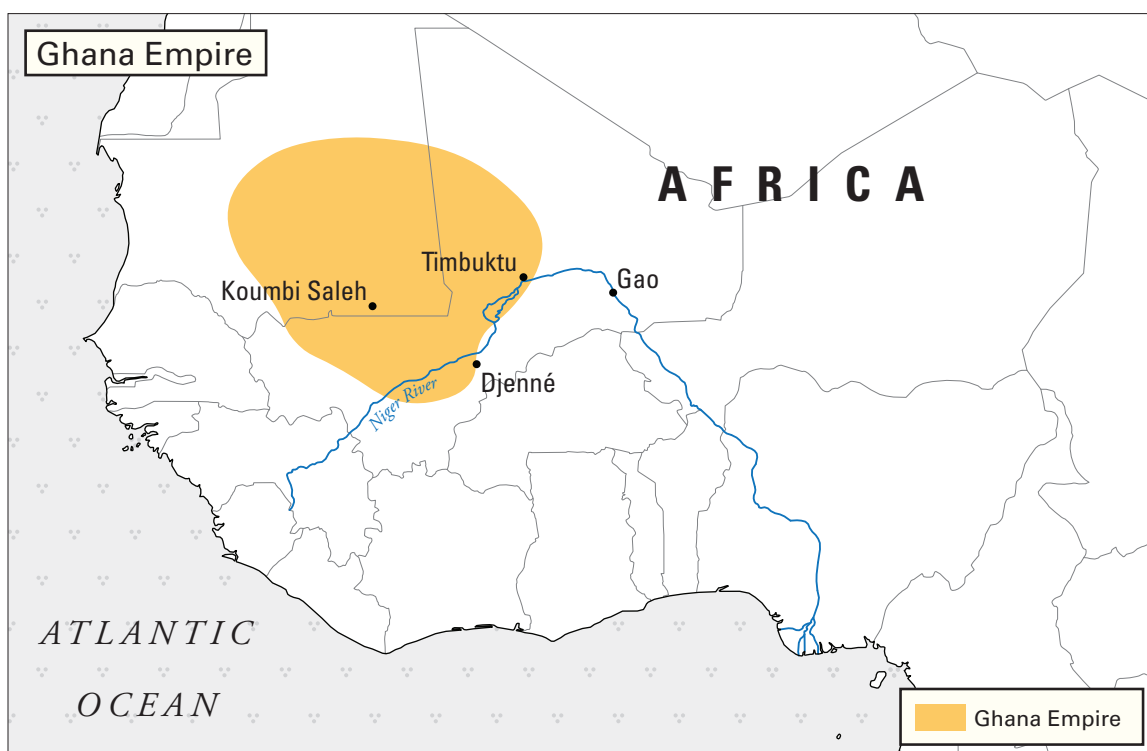 Ghana Empire
AFRICA
Timbuktu
Gao
Koumbi Saleh
Djenné
Niger River
ATLANTIC
OCEAN
Ghana Empire